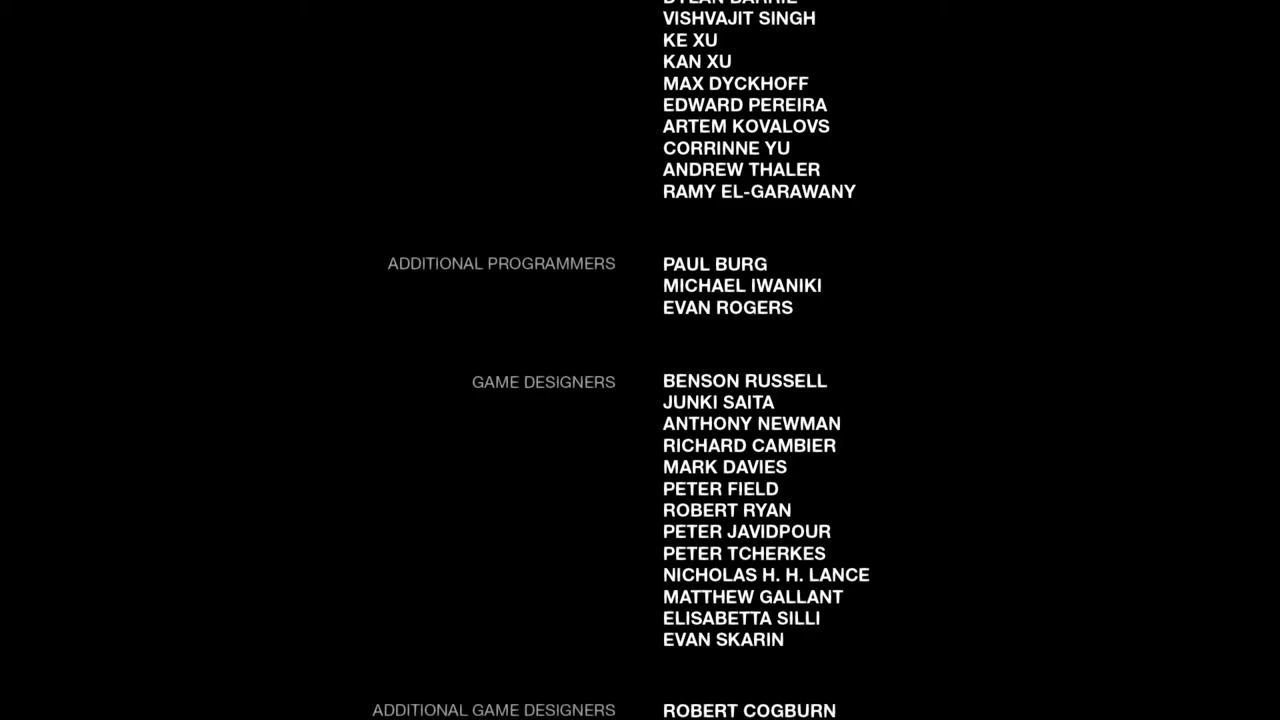 DYLAN BARRIE
VISHVAJIT SINGH
KE XU
KAN XU
MAX DYCKHOFF
EDWARD PEREIRA
ARTEM KOVALOVS
CORRINNE YU
ANDREW THALER
RAMY EL-GARAWANY
ADDITIONAL PROGRAMMERS PAUL BURG
MICHAEL IWANIKI
EVAN ROGERS
GAME DESIGNERS BENSON RUSSELL
JUNKI SAITA
ANTHONY NEWMAN
RICHARD CAMBIER
MARK DAVIES
PETER FIELD
ROBERT RYAN
PETER JAVIDPOUR
PETER TCHERKES
NICHOLAS H. H. LANCE
MATTHEW GALLANT
ELISABETTA SILLI
EVAN SKARIN
ADDITIONAL GAME DESIGNERS ROBERT COGBURN